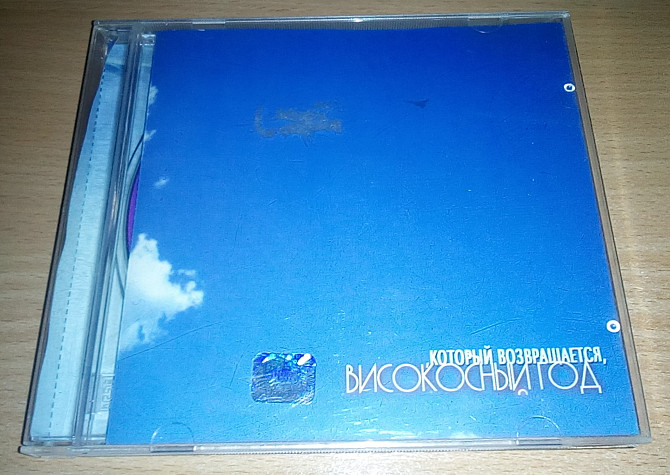 КОТОРЫЙ ВОЗВРАЩАЕТСЯ,
ВИСОКОСНЫЙ ГОД